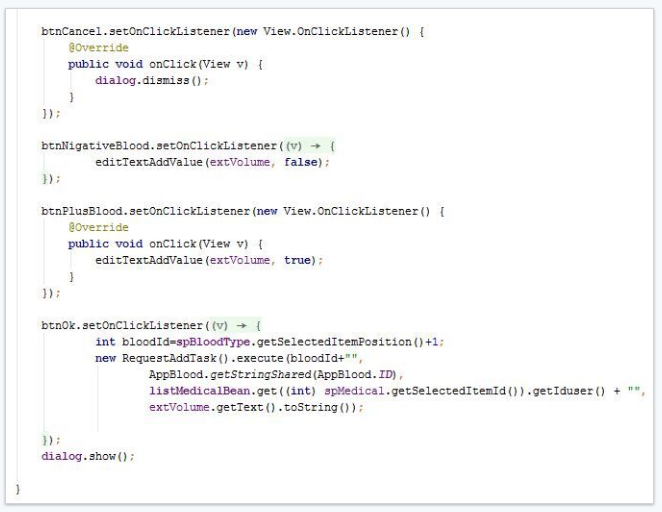 btnCancel.setOnClickListener(new View.OnClickListener() {
@Override
public void onClick(View v) {
dialog.dismiss();
}
});
btnNigativeBlood.setOnClickListener((v) → {
editTextAddValue(extVolume, false);
});
btnPlusBlood.setOnClickListener(new View.OnClickListener() {
@Override
public void onClick(View v) {
editTextAddValue(extVolume, true);
}
});
btnOk.setOnClickListener((v) → {
int bloodId=spBloodType.getSelectedItemPosition()+1;
new RequestAddTask().execute(bloodId+"",
AppBlood.getStringShared(AppBlood.ID),
listMedicalBean.get((int) spMedical.getSelectedItemId()).getIduser() + "",
extVolume.getText().toString());
});
dialog.show();
}